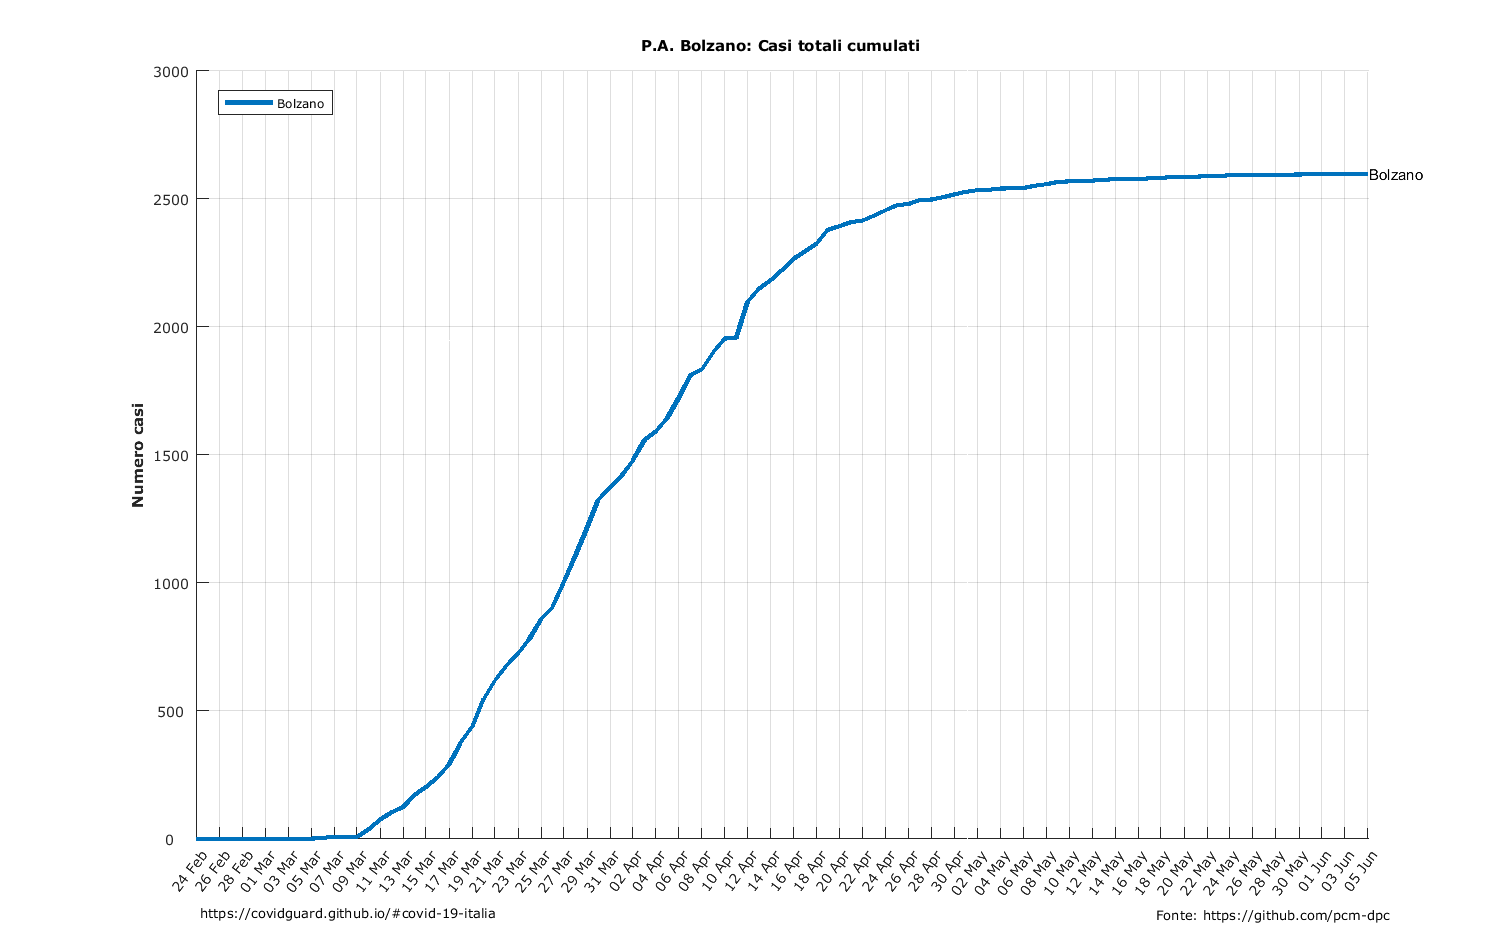 P.A. Bolzano: Casi totali cumulati
3000
2500
2000
1500
1000
500
0
Numero casi
Bolzano
Bolzano
24 Feb
26 Feb
28 Feb
01 Mar
03 Mar
05 Mar
07 Mar
09 Mar
11 Mar
13 Mar
15 Mar
17 Mar
19 Mar
21 Mar
23 Mar
25 Mar
27 Mar
29 Mar
31 Mar
02 Apr
04 Apr
06 Apr
08 Apr
10 Apr
12 Apr
14 Apr
16 Apr
18 Apr
20 Apr
22 Apr
24 Apr
26 Apr
28 Apr
30 Apr
02 May
04 May
06 May
08 May
10 May
12 May
14 May
16 May
18 May
20 May
22 May
24 May
26 May
28 May
30 May
01 Jun
03 Jun
05 Jun
https://covidguard.github.io/#covid-19-italia
Fonte: https://github.com/pcm-dpc